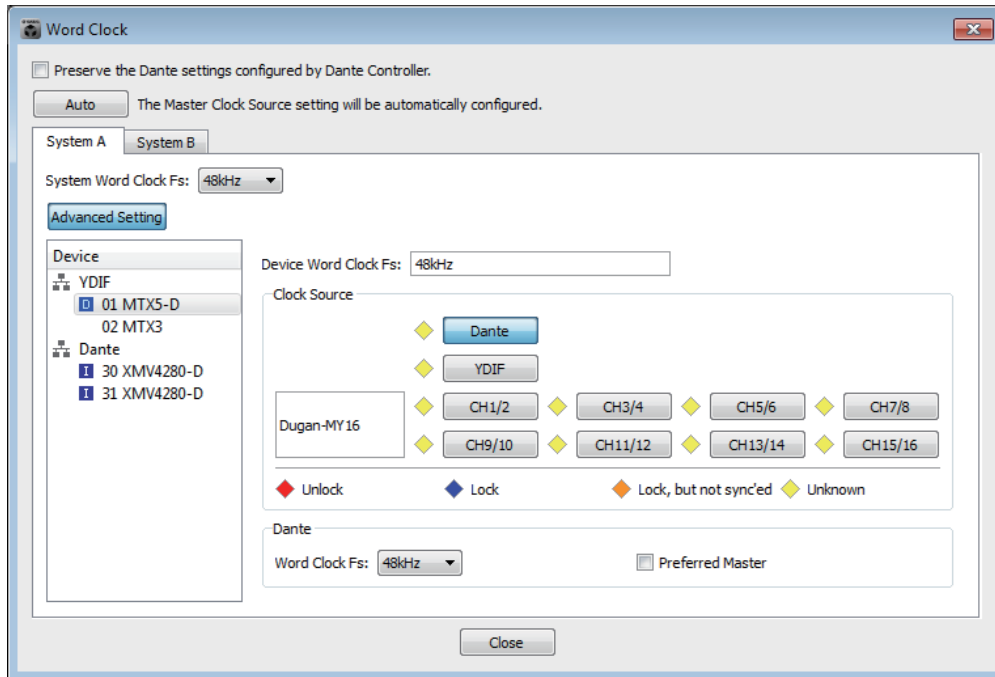 Word Clock
Preserve the Dante settings configured by Dante Controller.
Auto The Master Clock Source setting will be automatically configured.
System A System B
System Word Clock Fs: 48kHz
Advanced Setting
Device
YDIF
D 01 MTX5-D
02 MTX3
Dante
I 30 XMV4280-D
I 31 XMV4280-D
Device Word Clock Fs: 48kHz
Clock Source
Dante
YDIF
Dugan-MY16
CH1/2 CH3/4 CH5/6 CH7/8
CH9/10 CH11/12 CH13/14 CH15/16
Unlock Lock Lock, but not sync'ed Unknown
Dante
Word Clock Fs: 48kHz Preferred Master
Close